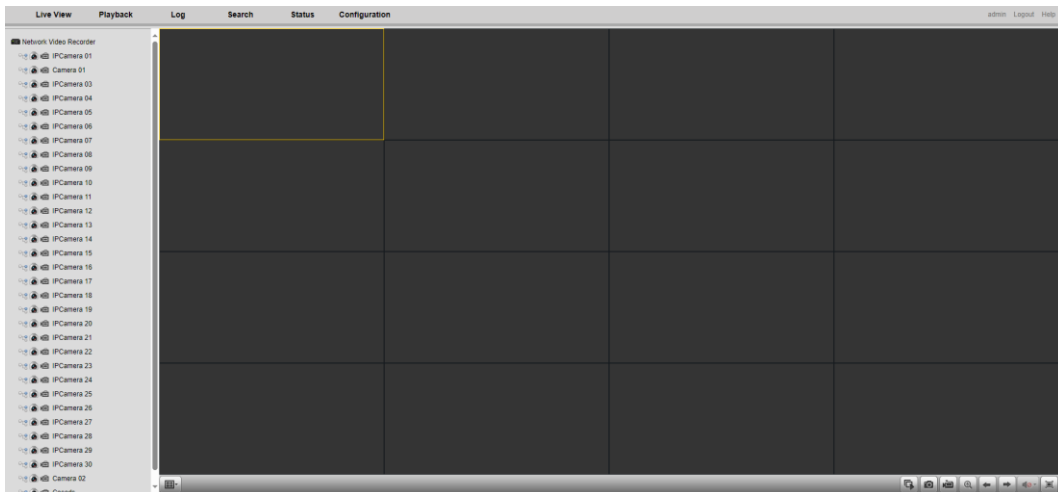 Live View Playback Log Search Status Configuration admin Logout Help
Network Video Recorder
IPCamera 01
Camera 01
IPCamera 03
IPCamera 04
IPCamera 05
IPCamera 06
IPCamera 07
IPCamera 08
IPCamera 09
IPCamera 10
IPCamera 11
IPCamera 12
IPCamera 13
IPCamera 14
IPCamera 15
IPCamera 16
IPCamera 17
IPCamera 18
IPCamera 19
IPCamera 20
IPCamera 21
IPCamera 22
IPCamera 23
IPCamera 24
IPCamera 25
IPCamera 26
IPCamera 27
IPCamera 28
IPCamera 29
IPCamera 30
Camera 02